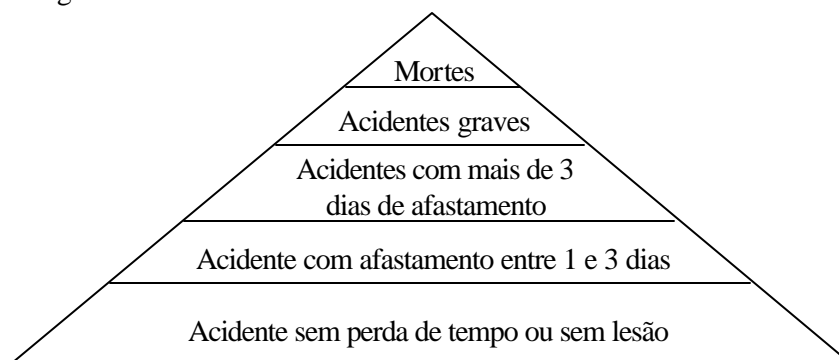 Mortes
Acidentes graves
Acidentes com mais de 3
dias de afastamento
Acidente com afastamento entre 1 e 3 dias
Acidente sem perda de tempo ou sem lesão